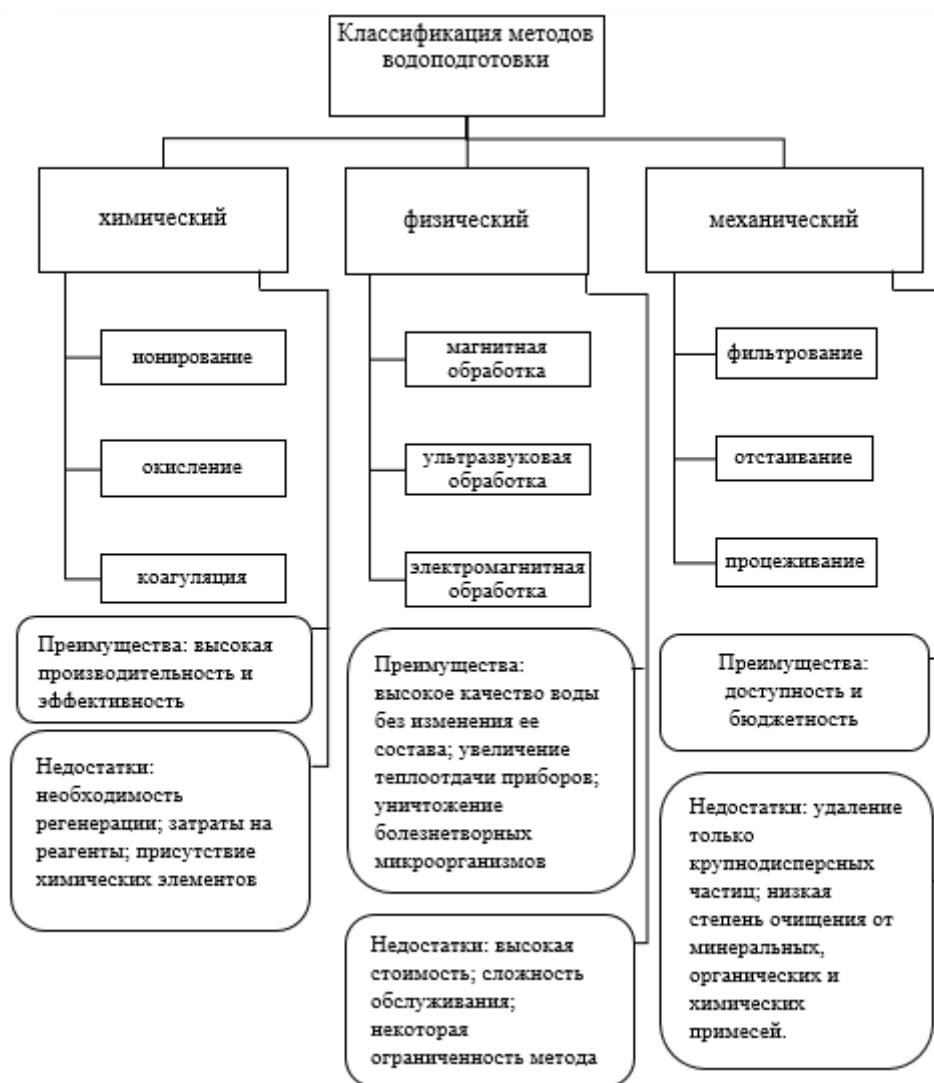 Классификация методов
водоподготовки
химический
физический
механический
ионирование
магнитная
обработка
фильтрование
окисление
ультразвуковая
обработка
отстаивание
коагуляция
электромагнитная
обработка
процеживание
Преимущества: высокая
производительность и
эффективность
Преимущества:
высокое качество воды
без изменения ее
состава; увеличение
теплоотдачи приборов;
уничтожение
болезнетворных
микроорганизмов
Преимущества:
доступность и
бюджетность
Недостатки:
необходимость
регенерации; затраты на
реагенты; присутствие
химических элементов
Недостатки: высокая
стоимость; сложность
обслуживания;
некоторая
ограниченность метода
Недостатки: удаление
только
крупнодисперсных
частиц; низкая
степень очищения от
минеральных,
органических и
химических
примесей.